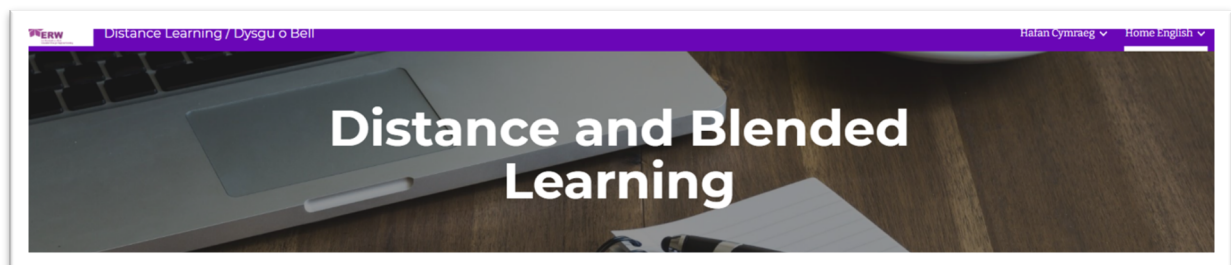 ERW
Distance Learning / Dysgu o Bell
Hafan Cymraeg
Home English
Distance and Blended
Learning